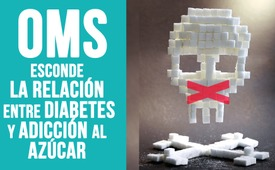 OMS
ESCONDE
LA RELACIÓN
ENTRE DIABETES
Y ADICCIÓN AL
AZÚCAR